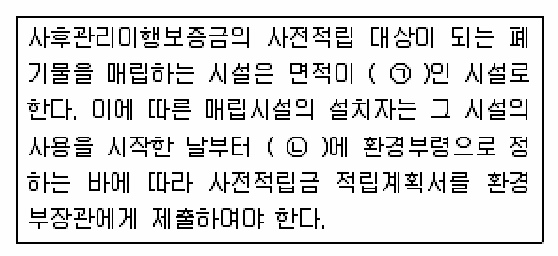 사후관리이행보증금의 사전적립 대상이 되는 폐
기물을 매립하는 시설은 면적이 ( ㉠ )인 시설로
한다. 이에 따른 매립시설의 설치자는 그 시설의
사용을 시작한 날부터 ( ㉡ )에 환경부령으로 정
하는 바에 따라 사전적립금 적립계획서를 환경
부장관에게 제출하여야 한다.